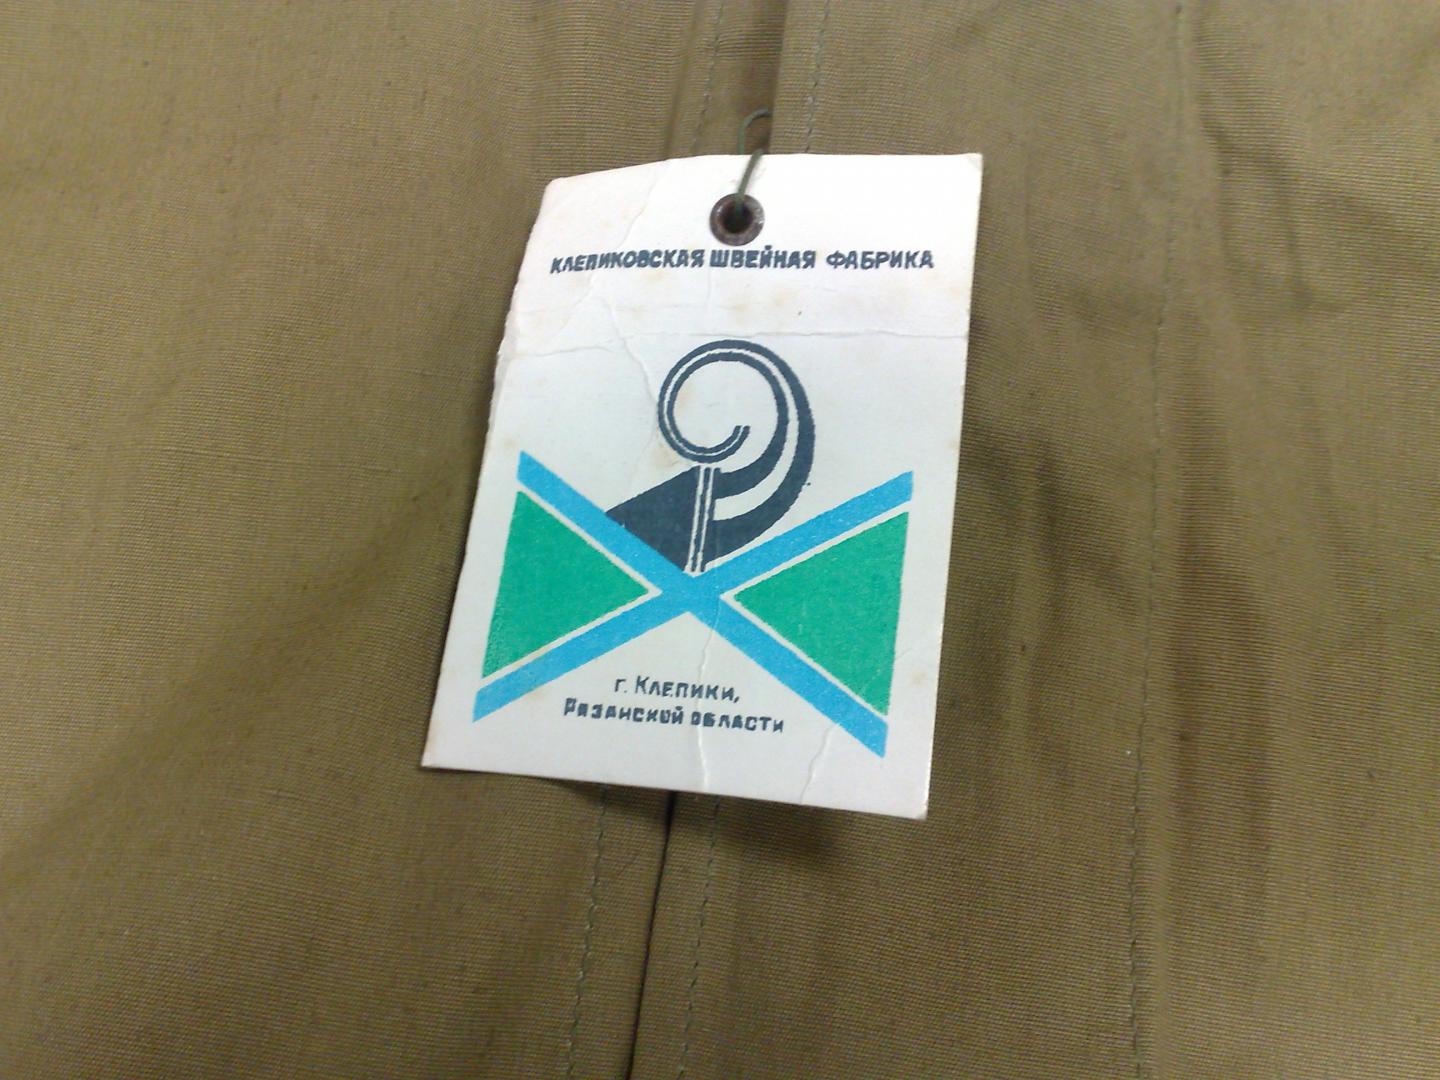 КЛЕПИКОВСКАЯ ШВЕЙНАЯ ФАБРИКА
г. КЛЕПИКИ,
РЯЗАНСКОЙ ОБЛАСТИ